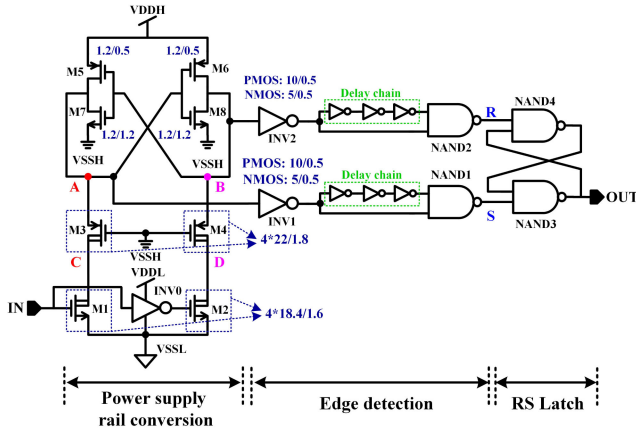 VDDH
1.2/0.5
1.2/0.5
M5
M6
M7
M8
1.2/1.2
1.2/1.2
VSSH
VSSH
PMOS: 10/0.5
NMOS: 5/0.5
INV2
Delay chain
NAND2
R
NAND4
A
B
PMOS: 10/0.5
NMOS: 5/0.5
INV1
Delay chain
NAND1
S
NAND3
OUT
M3
M4
VSSH
4*22/1.8
C
D
VDDL
INV0
IN
M1
M2
4*18.4/1.6
VSSL
Power supply
rail conversion
Edge detection
RS Latch